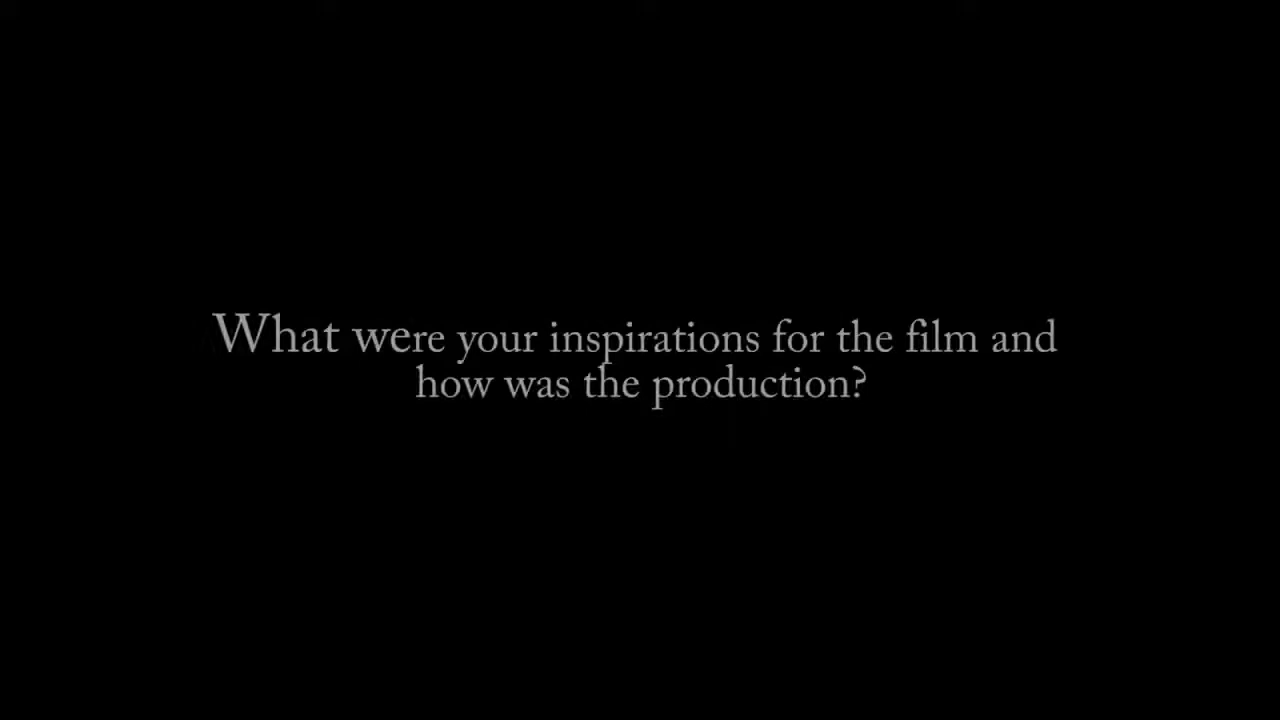 What were your inspirations for the film and
how was the production?